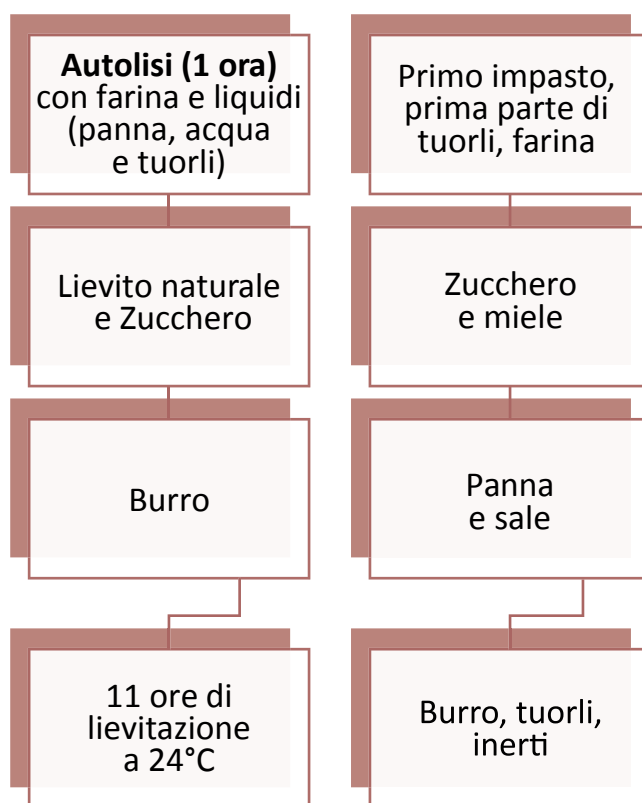 Autolisi (1 ora)
con farina e liquidi
(panna, acqua
e tuorli)
Lievito naturale
e Zucchero
Burro
11 ore di
lievitazione
a 24°C
Primo impasto,
prima parte di
tuorli, farina
Zucchero
e miele
Panna
e sale
Burro, tuorli,
inerti